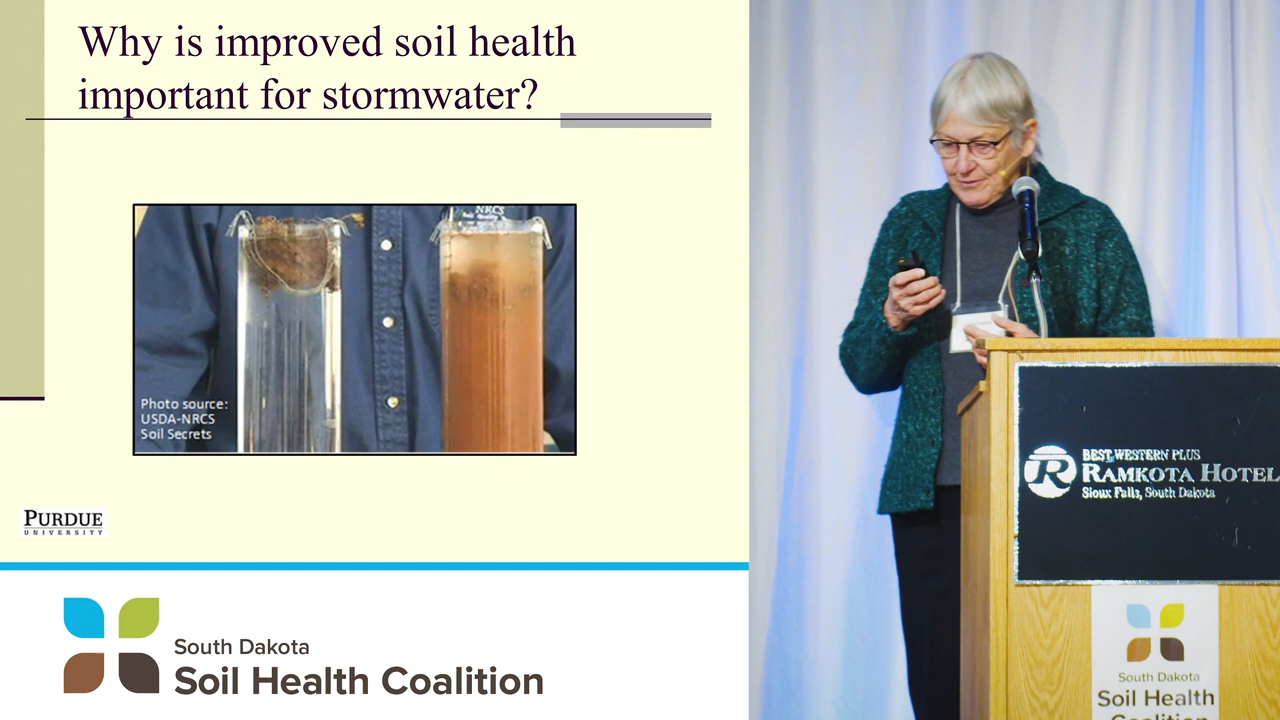 Why is improved soil health
important for stormwater?
NRCS
Photo source:
USDA-NRCS
Soil Secrets
PURDUE
UNIVERSITY
South Dakota
Soil Health Coalition
BEST WESTERN PLUS
RAMKOTA HOTEL
Sioux Falls, South Dakota
South Dakota
Soil Health
Coalition